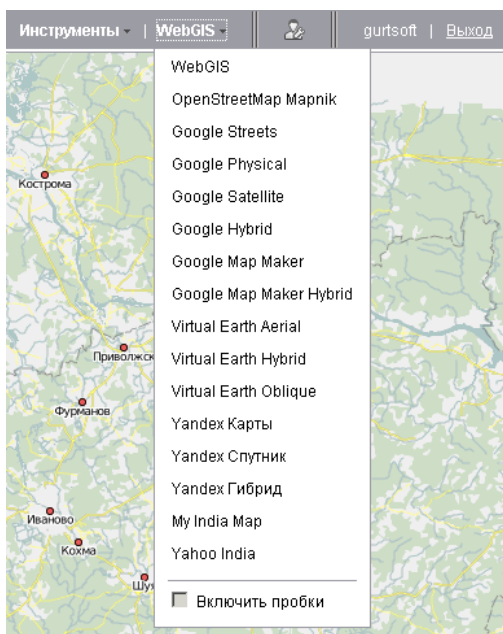 Инструменты | WebGIS gurtsoft | Выход
WebGIS
OpenStreetMap Mapnik
Google Streets
Google Physical
Google Satellite
Google Hybrid
Google Map Maker
Google Map Maker Hybrid
Virtual Earth Aerial
Virtual Earth Hybrid
Virtual Earth Oblique
Yandex Карты
Yandex Спутник
Yandex Гибрид
My India Map
Yahoo India
Включить пробки
Кострома
Приволжск
Фурманов
Иваново
Кохма
Шуя